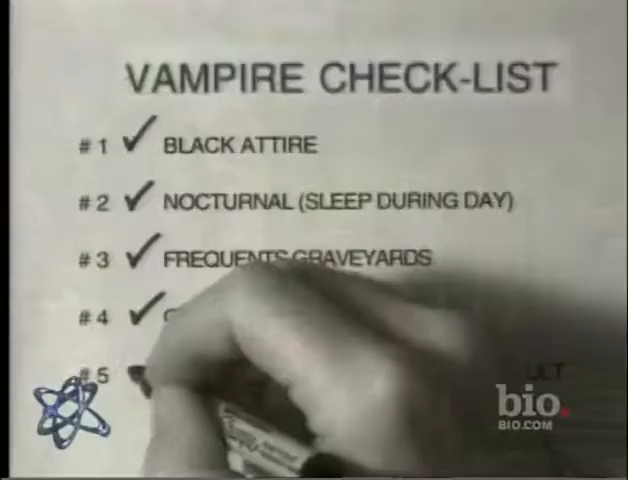 VAMPIRE CHECK-LIST
# 1 ✓ BLACK ATTIRE
# 2 ✓ NOCTURNAL (SLEEP DURING DAY)
# 3 ✓ FREQUENTS GRAVEYARDS
# 4 ✓
# 5
bio.
BIO.COM